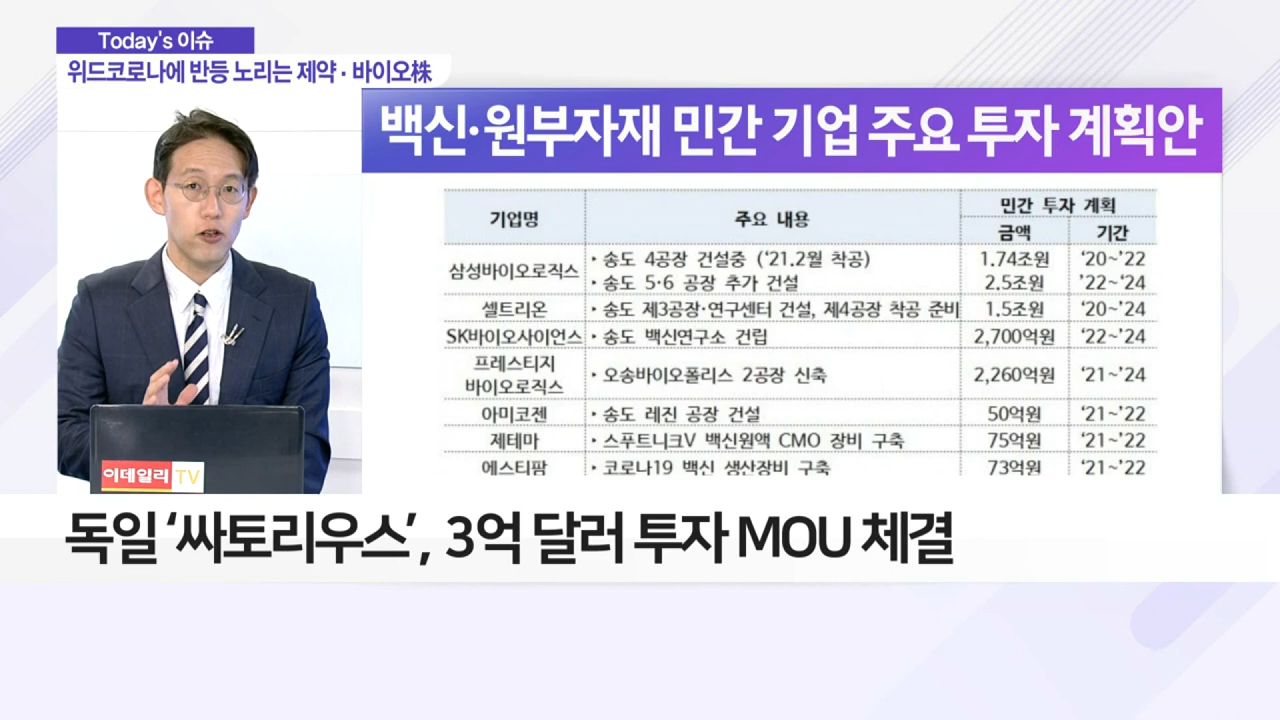 Today's 이슈
위드코로나에 반등 노리는 제약·바이오株
백신·원부자재 민간 기업 주요 투자 계획안
기업명 주요 내용 민간 투자 계획
금액 기간
삼성바이오로직스 ‣송도 4공장 건설중 (‘21.2월 착공) 1.74조원 ‘20~’22
‣송도 5·6 공장 추가 건설 2.5조원 ’22~‘24
셀트리온 ‣송도 제3공장·연구센터 건설, 제4공장 착공 준비 1.5조원 ‘20~’24
SK바이오사이언스 ‣송도 백신연구소 건립 2,700억원 ‘22~’24
프레스티지
바이오로직스 ‣오송바이오폴리스 2공장 신축 2,260억원 ‘21~’24
아미코젠 ‣송도 레진 공장 건설 50억원 ‘21~’22
제테마 ‣스푸트니크V 백신원액 CMO 장비 구축 75억원 ‘21~’22
에스티팜 ‣코로나19 백신 생산장비 구축 73억원 ‘21~’22
이데일리 TV
독일 ‘싸토리우스’, 3억 달러 투자 MOU 체결